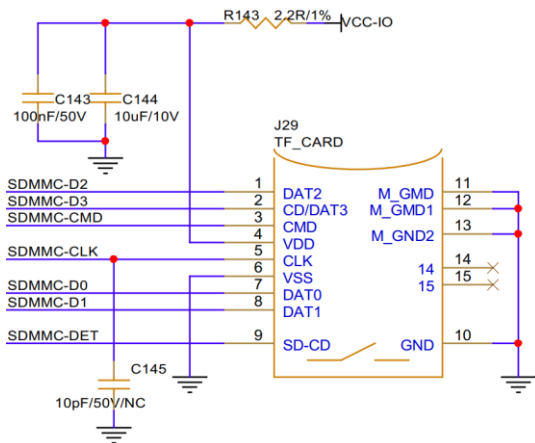 R143 2.2R/1% VCC-IO
C143
100nF/50V
C144
10uF/10V
J29
TF_CARD
SDMMC-D2 1 DAT2 M_GMD 11
SDMMC-D3 2 CD/DAT3 M_GMD1 12
SDMMC-CMD 3 CMD
4 VDD M_GND2 13
SDMMC-CLK 5 CLK
6 VSS 14 14
SDMMC-D0 7 DAT0 15 15
SDMMC-D1 8 DAT1
SDMMC-DET 9 SD-CD GND 10
C145
10pF/50V/NC